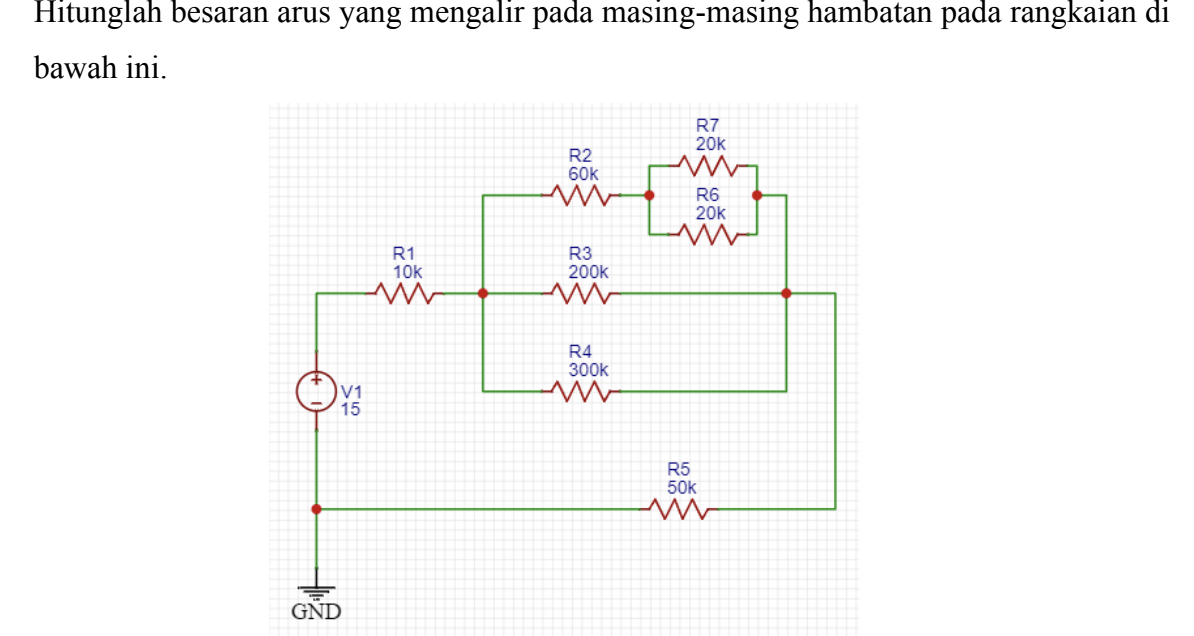 Hitunglah besaran arus yang mengalir pada masing-masing hambatan pada rangkaian di
bawah ini.
R7
20k
R2
60k
R6
20k
R1
10k
R3
200k
R4
300k
V1
15
R5
50k
GND